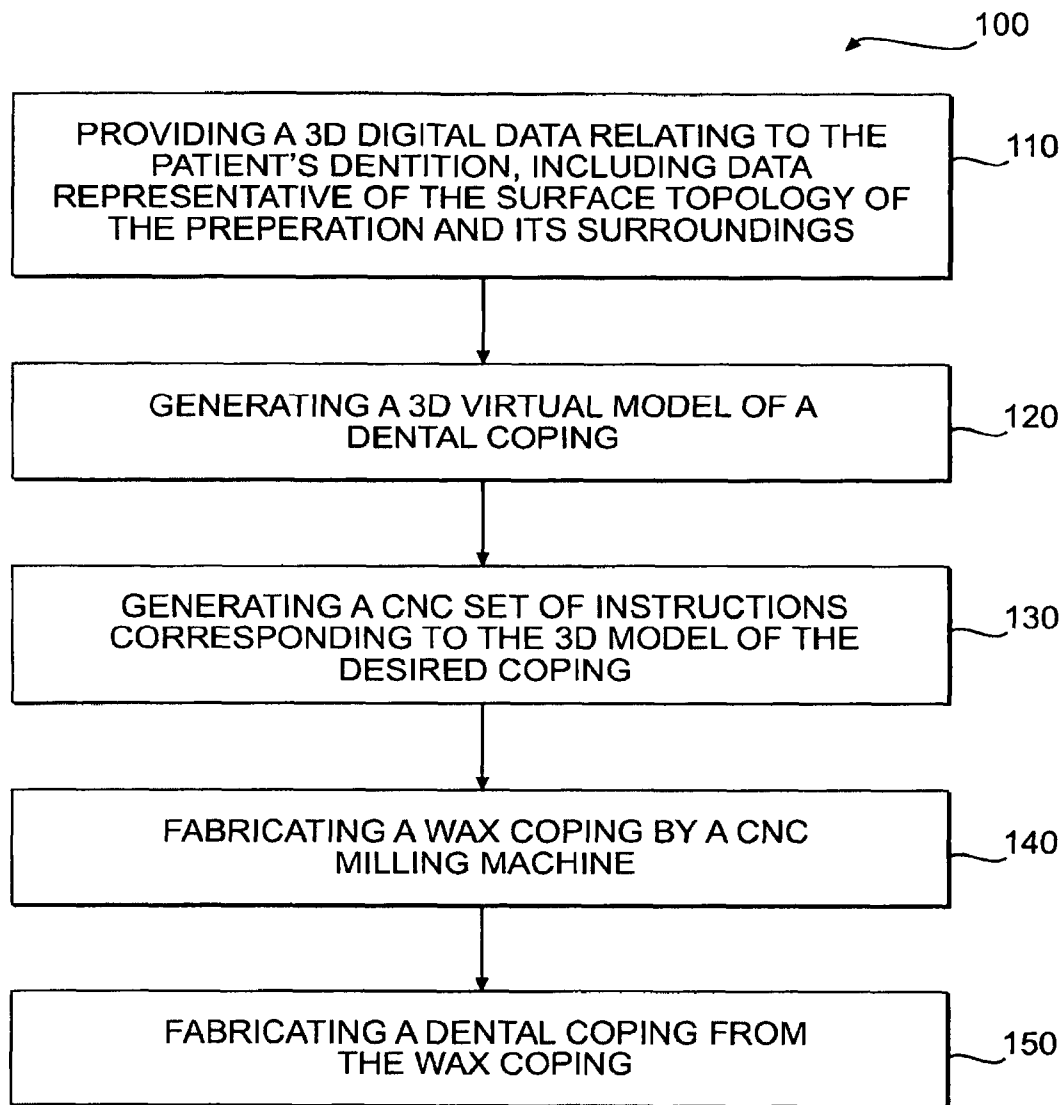 100
PROVIDING A 3D DIGITAL DATA RELATING TO THE
PATIENT'S DENTITION, INCLUDING DATA
REPRESENTATIVE OF THE SURFACE TOPOLOGY OF
THE PREPERATION AND ITS SURROUNDINGS
110
GENERATING A 3D VIRTUAL MODEL OF A
DENTAL COPING
120
GENERATING A CNC SET OF INSTRUCTIONS
CORRESPONDING TO THE 3D MODEL OF THE
DESIRED COPING
130
FABRICATING A WAX COPING BY A CNC
MILLING MACHINE
140
FABRICATING A DENTAL COPING FROM
THE WAX COPING
150